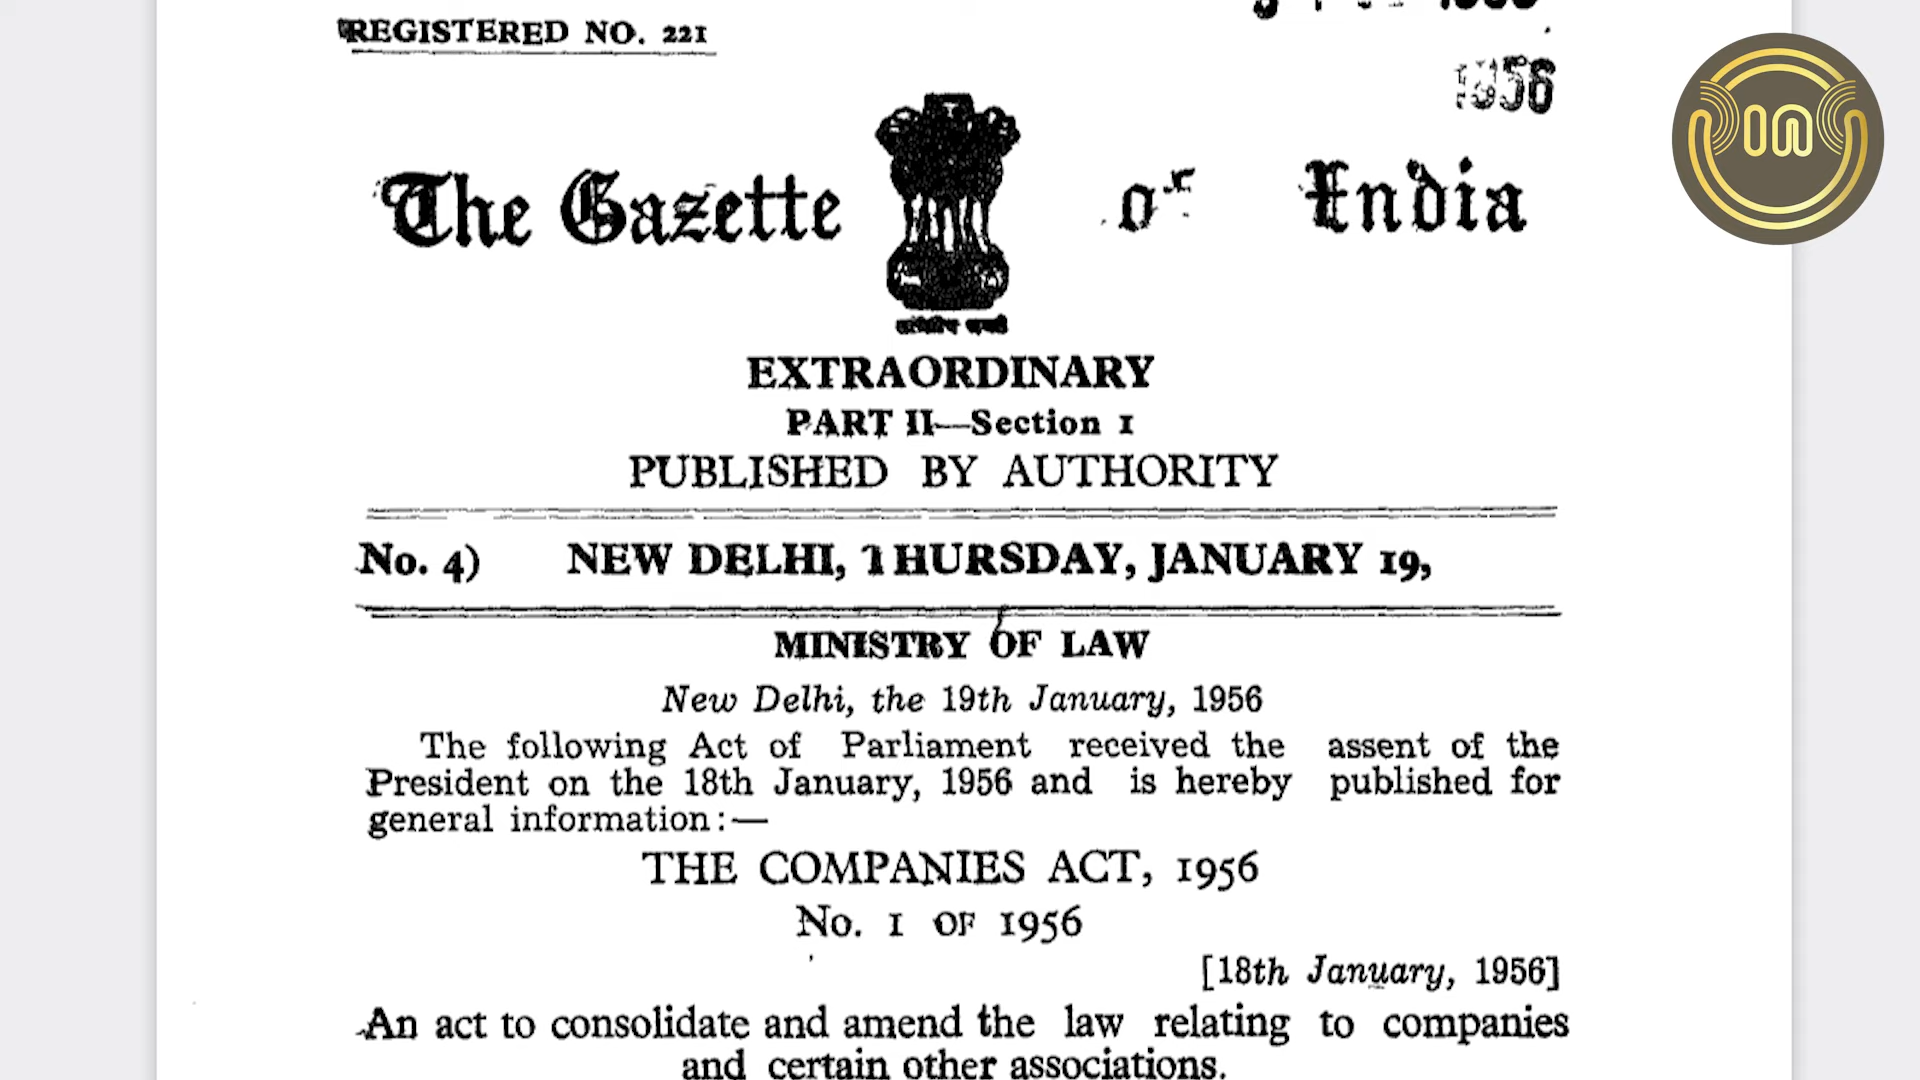 REGISTERED NO. 221
1956
The Gazette of India
EXTRAORDINARY
PART II—Section 1
PUBLISHED BY AUTHORITY
No. 4) NEW DELHI, THURSDAY, JANUARY 19,
MINISTRY OF LAW
New Delhi, the 19th January, 1956
The following Act of Parliament received the assent of the
President on the 18th January, 1956 and is hereby published for
general information:—
THE COMPANIES ACT, 1956
No. 1 OF 1956
[18th January, 1956]
An act to consolidate and amend the law relating to companies
and certain other associations.